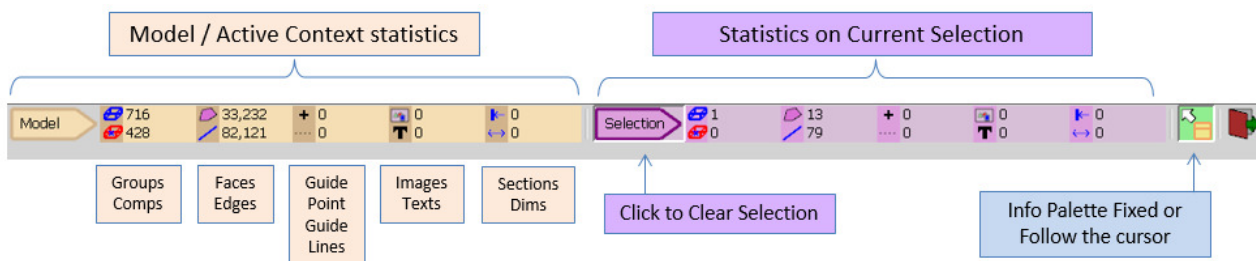 Model / Active Context statistics
Statistics on Current Selection
Model 716 33,232 0 0 0 Selection 1 13 0 0 0
428 82,121 0 0 0 0 79 0 0 0
Groups
Comps
Faces
Edges
Guide
Point
Guide
Lines
Images
Texts
Sections
Dims
Click to Clear Selection
Info Palette Fixed or
Follow the cursor